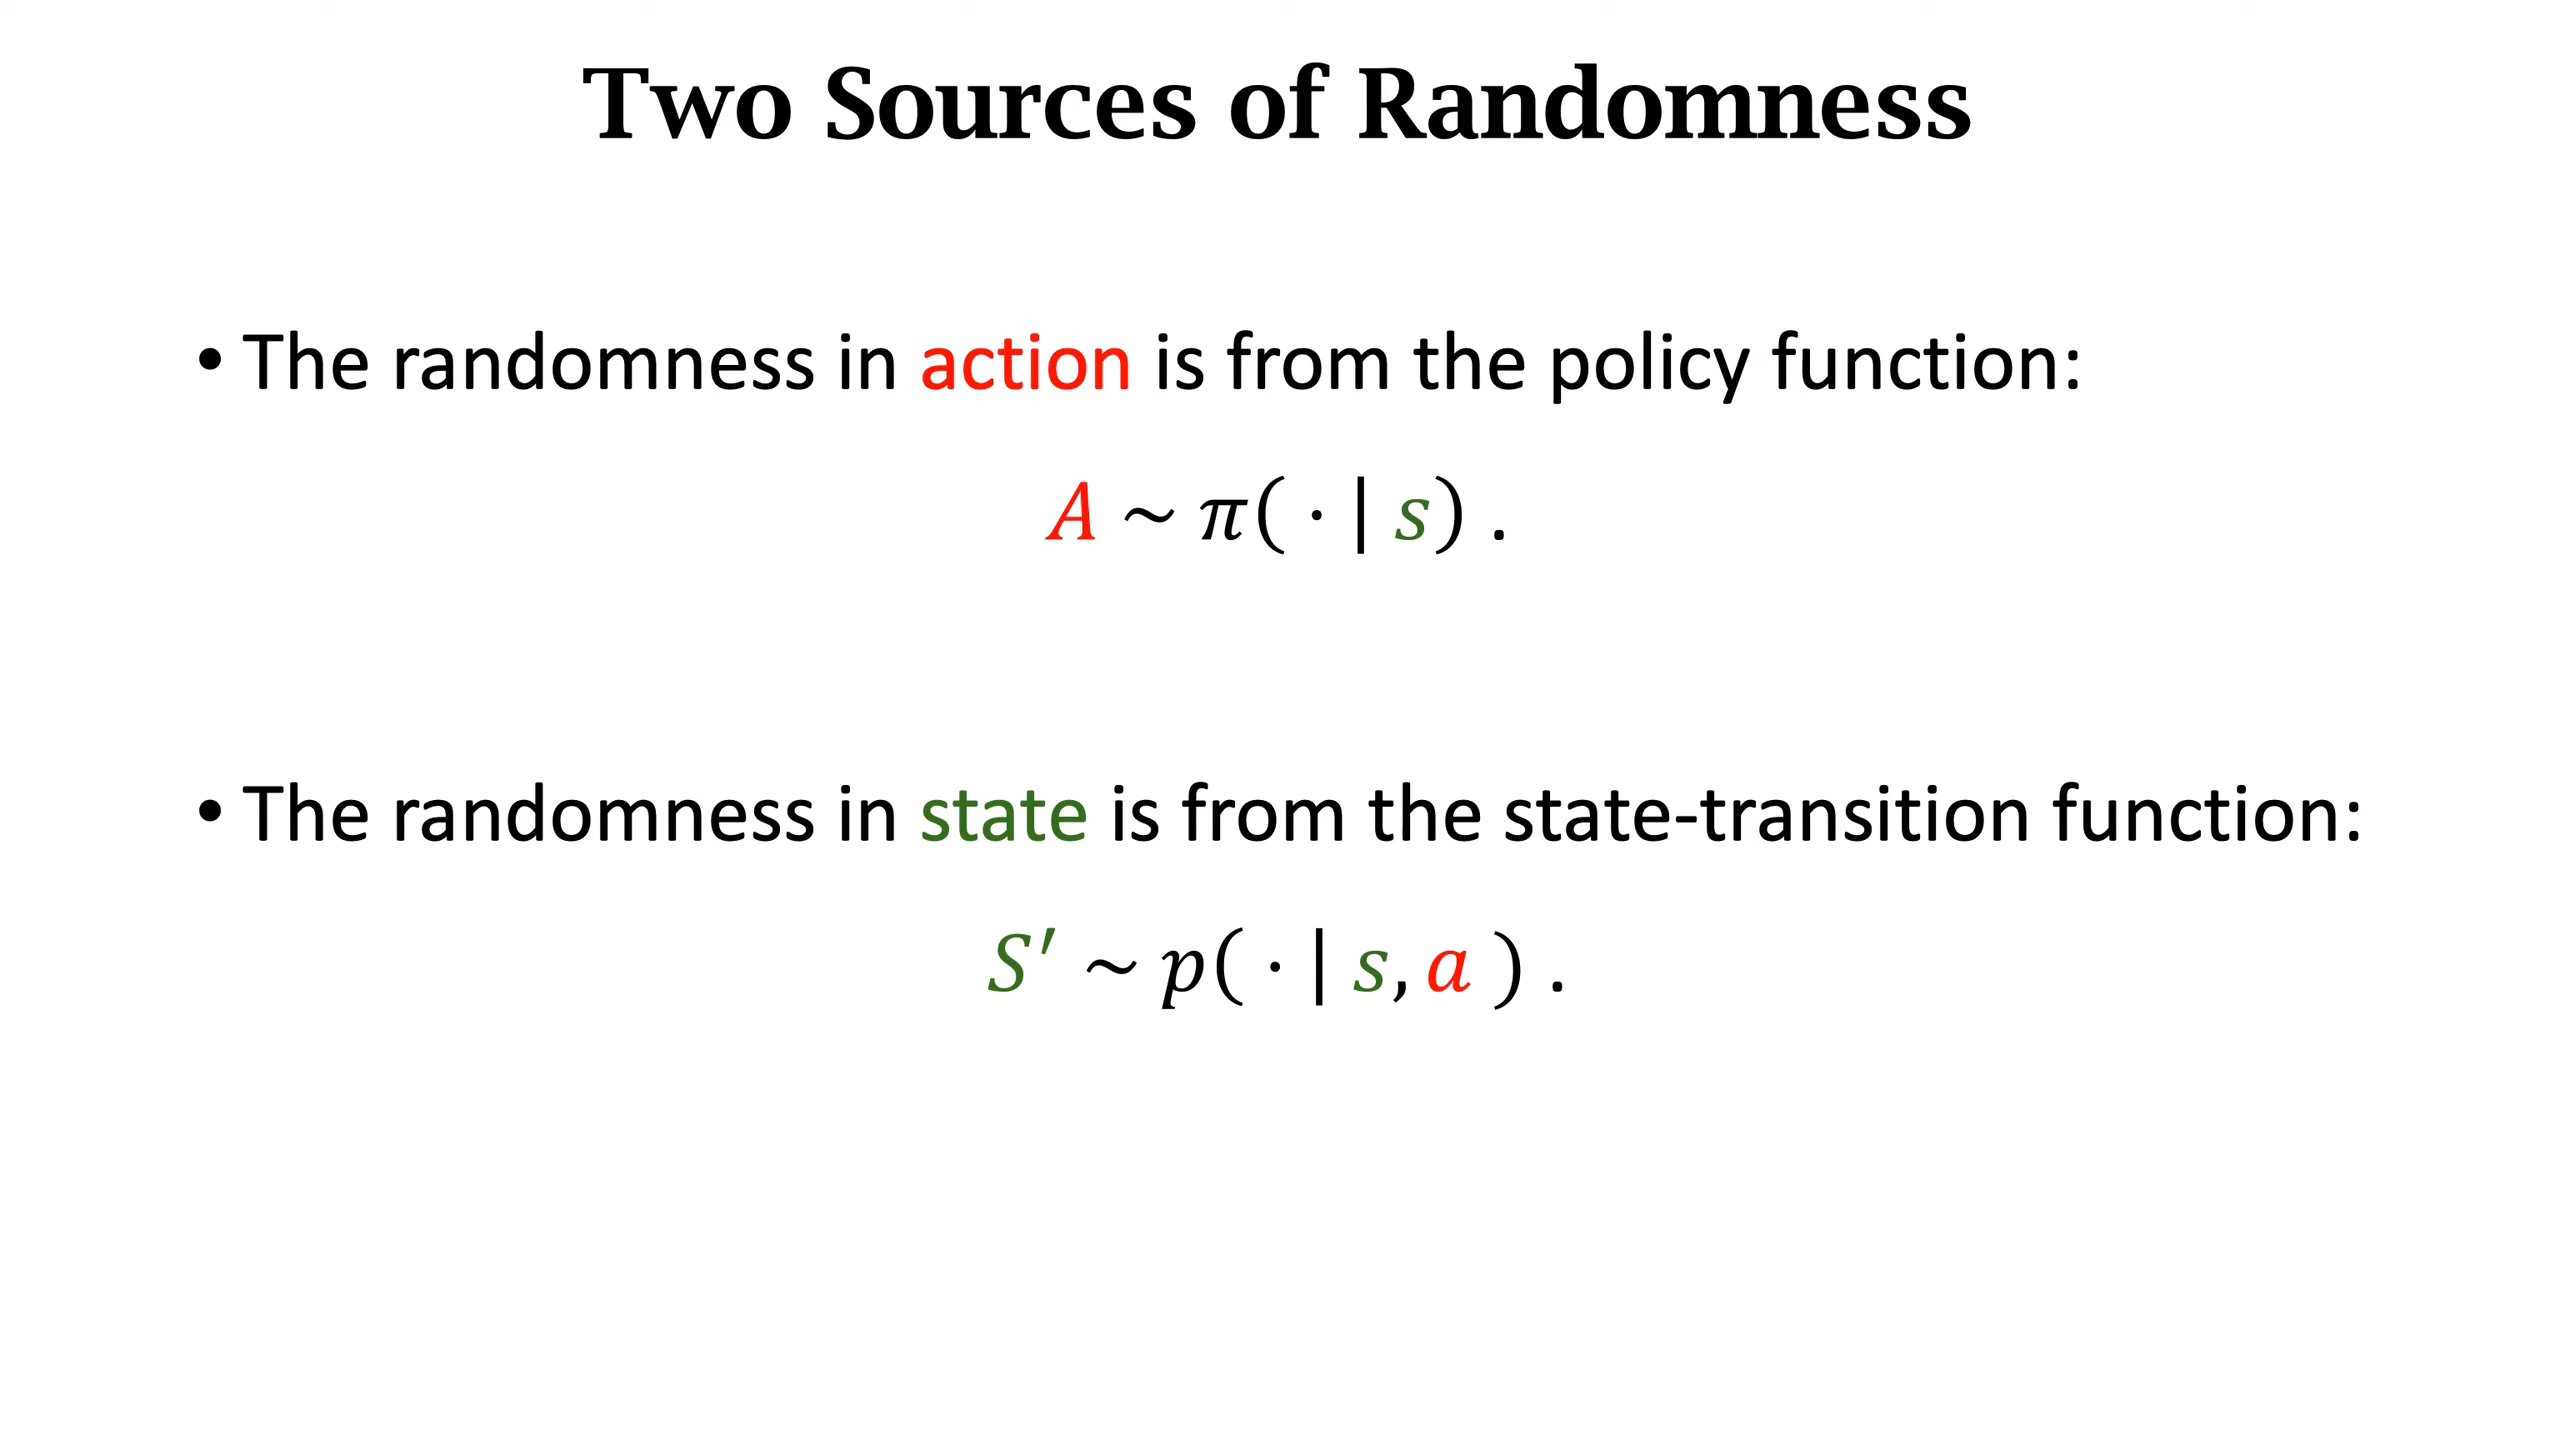 Two Sources of Randomness
• The randomness in action is from the policy function:
A ~ π( · | s) .
• The randomness in state is from the state-transition function:
S′ ~ p( · | s, a ) .